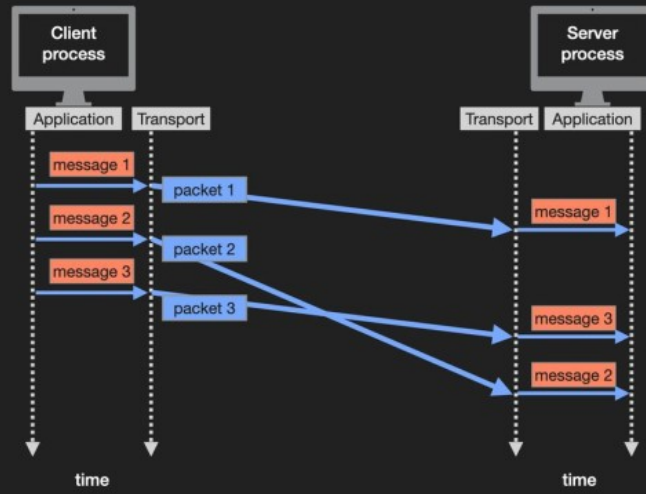 Client
process
Server
process
Application
Transport
Transport
Application
message 1
packet 1
message 1
message 2
packet 2
message 3
packet 3
message 3
message 2
time
time